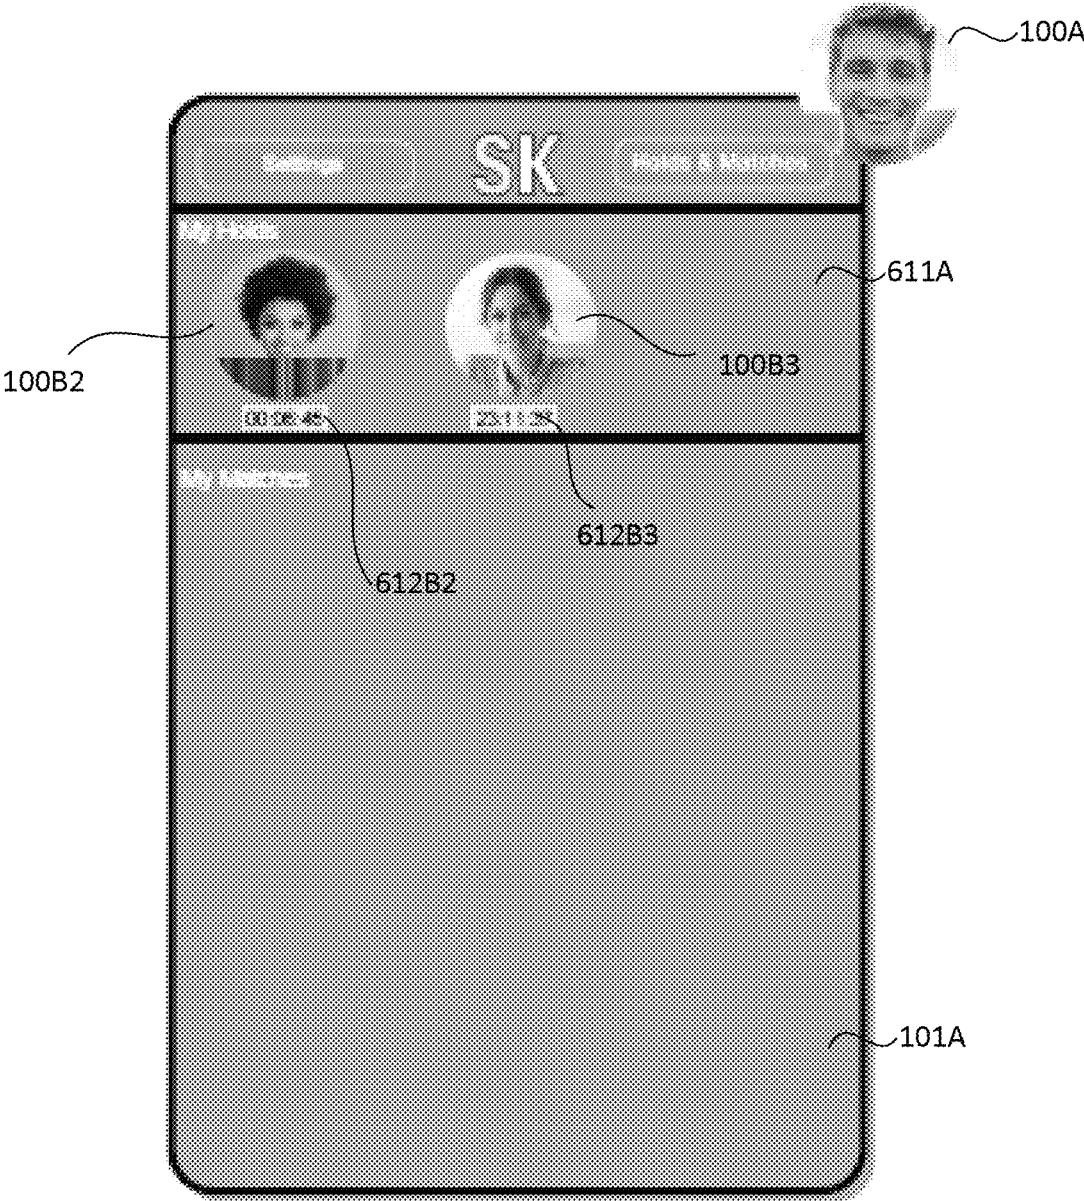 100A
Settings
SK
Holds & Matches
My Holds
611A
100B2
100B3
612B3
My Matches
612B2
101A